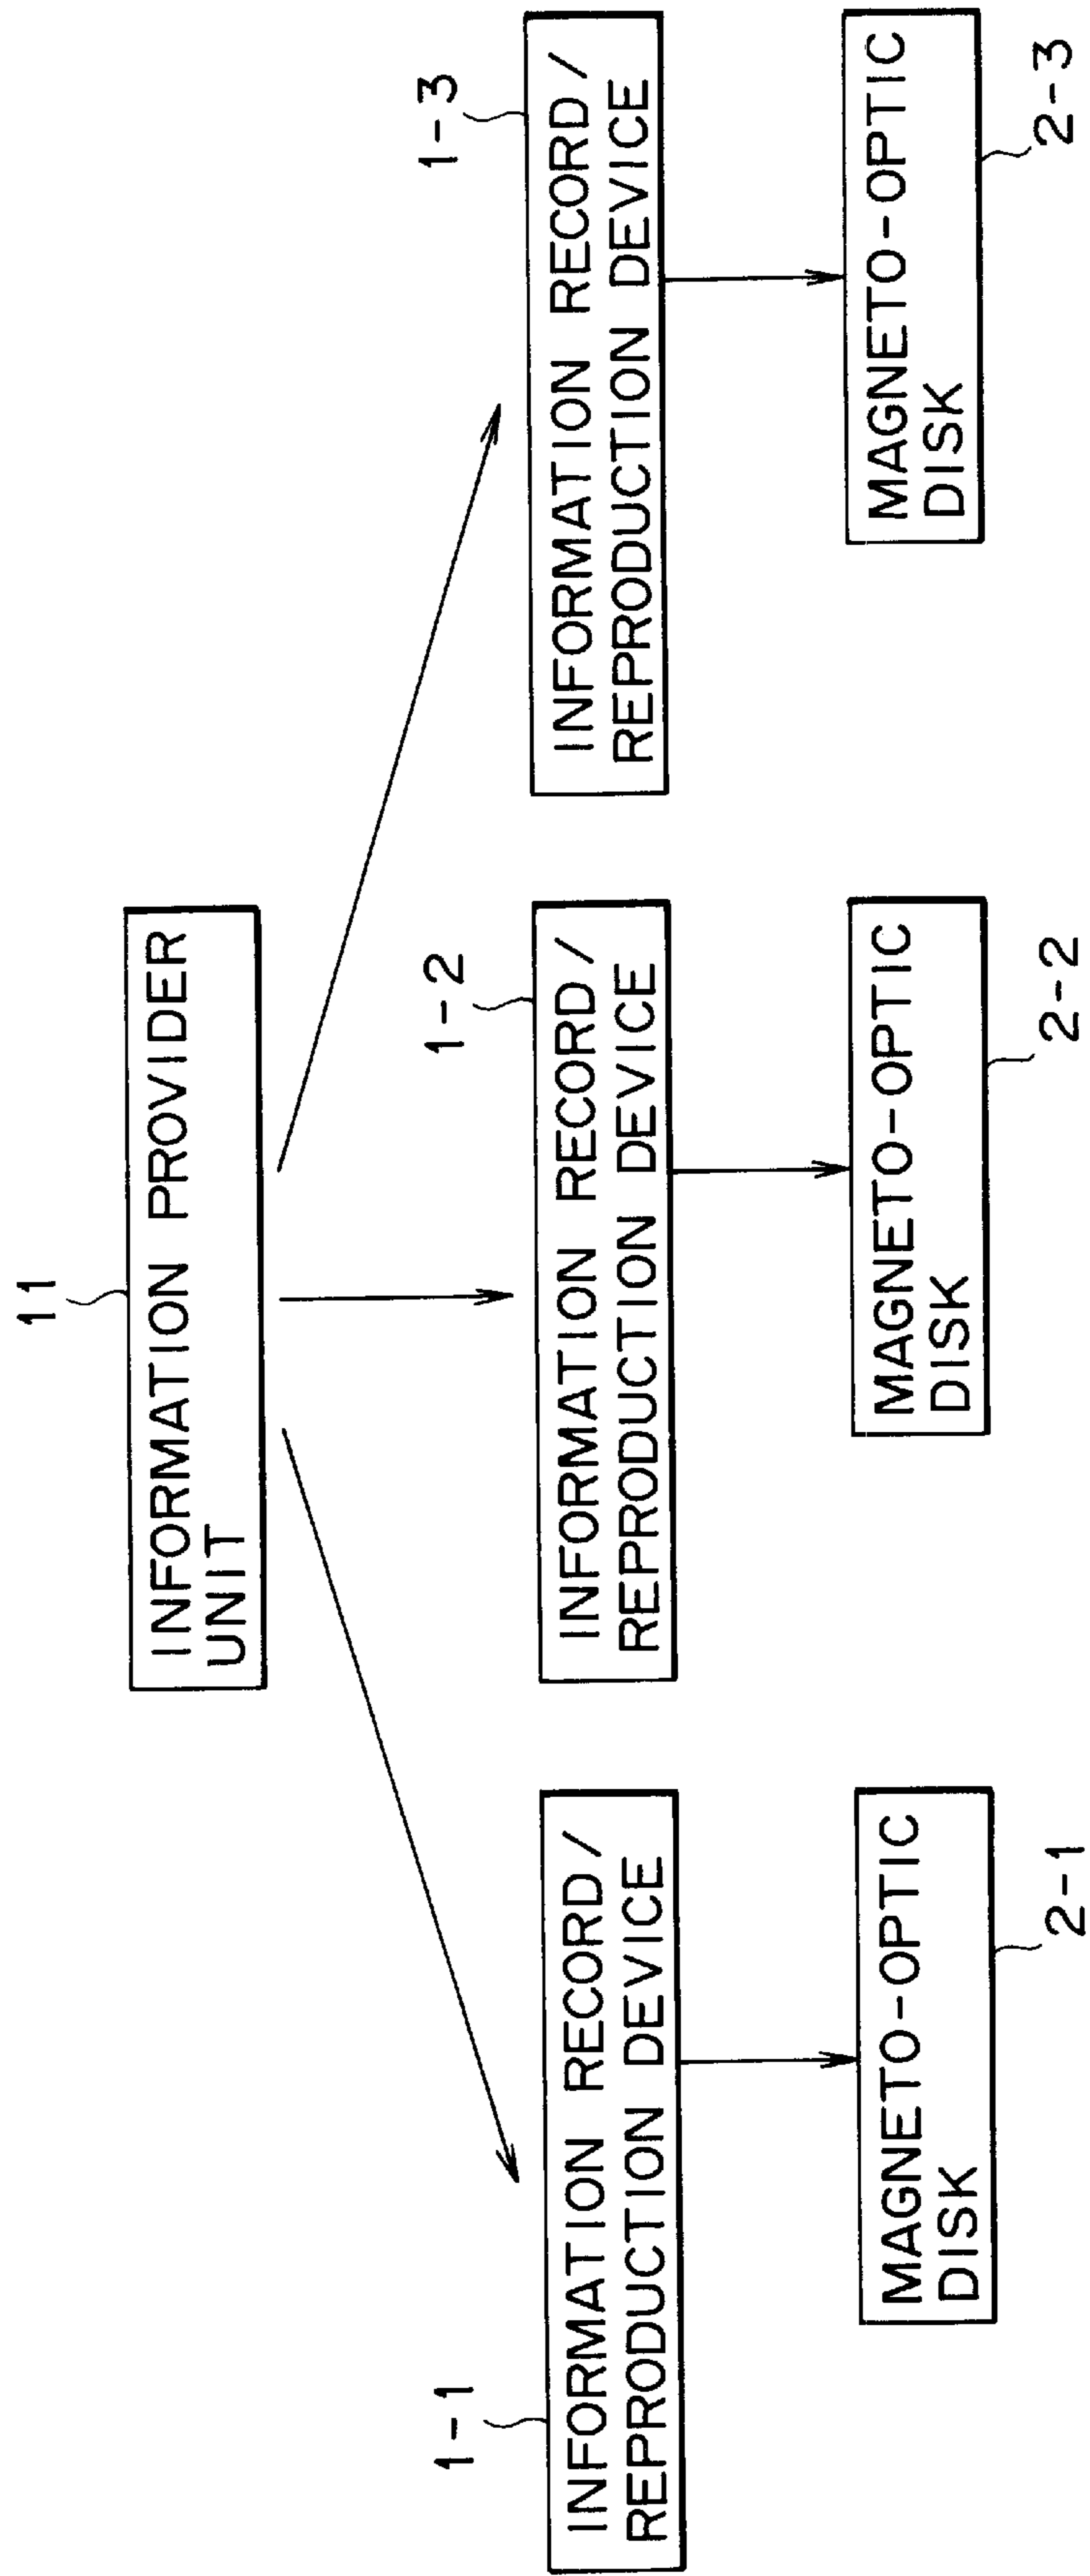 11
INFORMATION PROVIDER
UNIT
1-1
INFORMATION RECORD/
REPRODUCTION DEVICE
1-2
INFORMATION RECORD/
REPRODUCTION DEVICE
1-3
INFORMATION RECORD/
REPRODUCTION DEVICE
MAGNETO-OPTIC
DISK
2-1
MAGNETO-OPTIC
DISK
2-2
MAGNETO-OPTIC
DISK
2-3